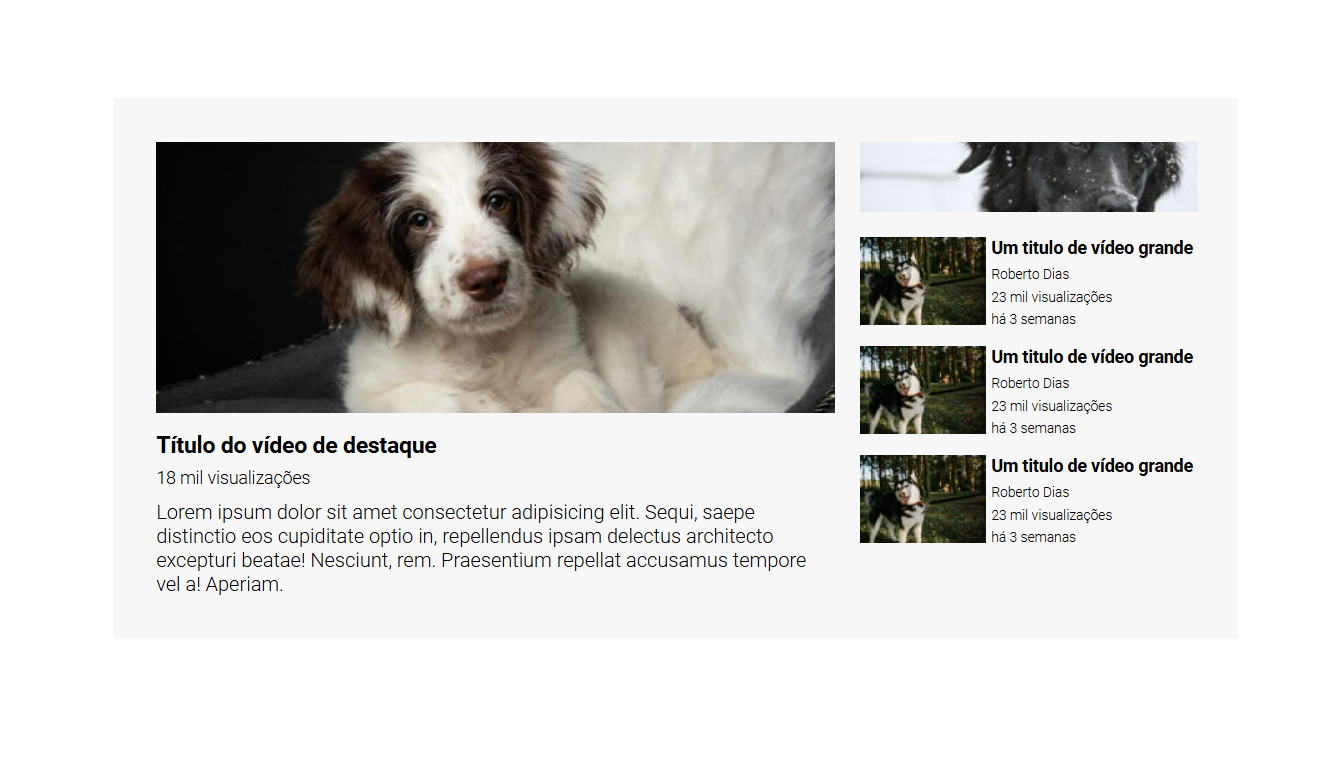 Título do vídeo de destaque
18 mil visualizações
Lorem ipsum dolor sit amet consectetur adipisicing elit. Sequi, saepe
distinctio eos cupiditate optio in, repellendus ipsam delectus architecto
excepturi beatae! Nesciunt, rem. Praesentium repellat accusamus tempore
vel a! Aperiam.
Um titulo de vídeo grande
Roberto Dias
23 mil visualizações
há 3 semanas
Um titulo de vídeo grande
Roberto Dias
23 mil visualizações
há 3 semanas
Um titulo de vídeo grande
Roberto Dias
23 mil visualizações
há 3 semanas